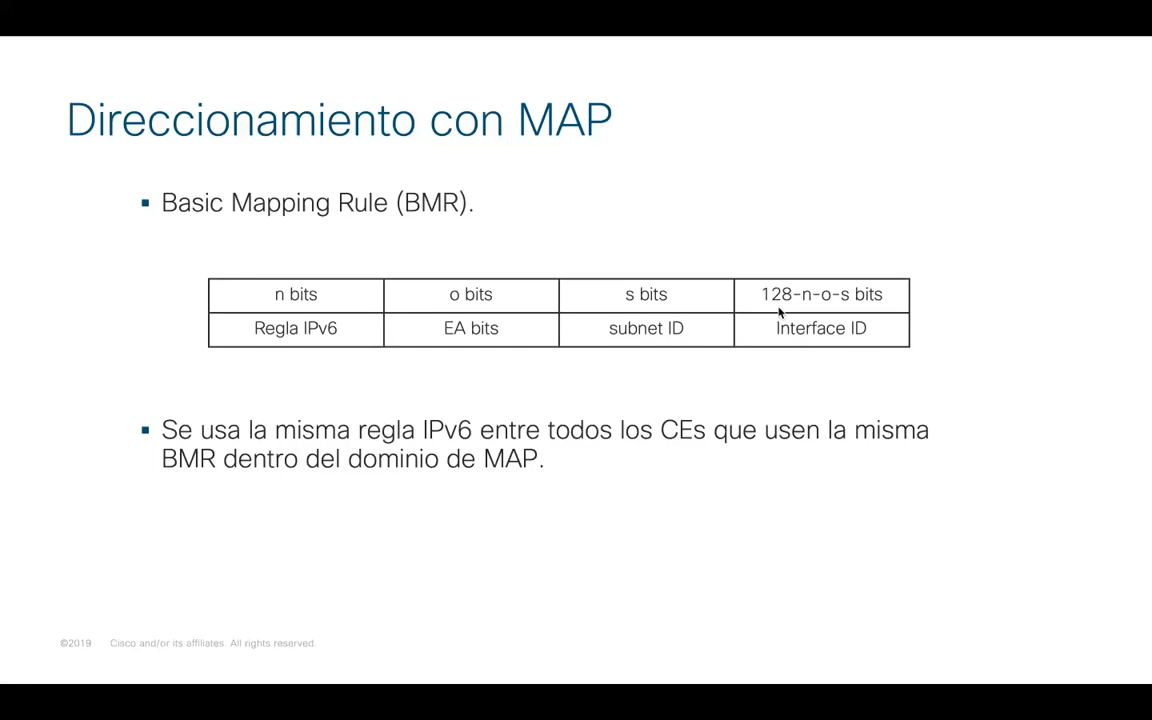 Direccionamiento con MAP
▪ Basic Mapping Rule (BMR).
n bits o bits s bits 128-n-o-s bits
Regla IPv6 EA bits subnet ID Interface ID
▪ Se usa la misma regla IPv6 entre todos los CEs que usen la misma
BMR dentro del dominio de MAP.
©2019 Cisco and/or its affiliates. All rights reserved.